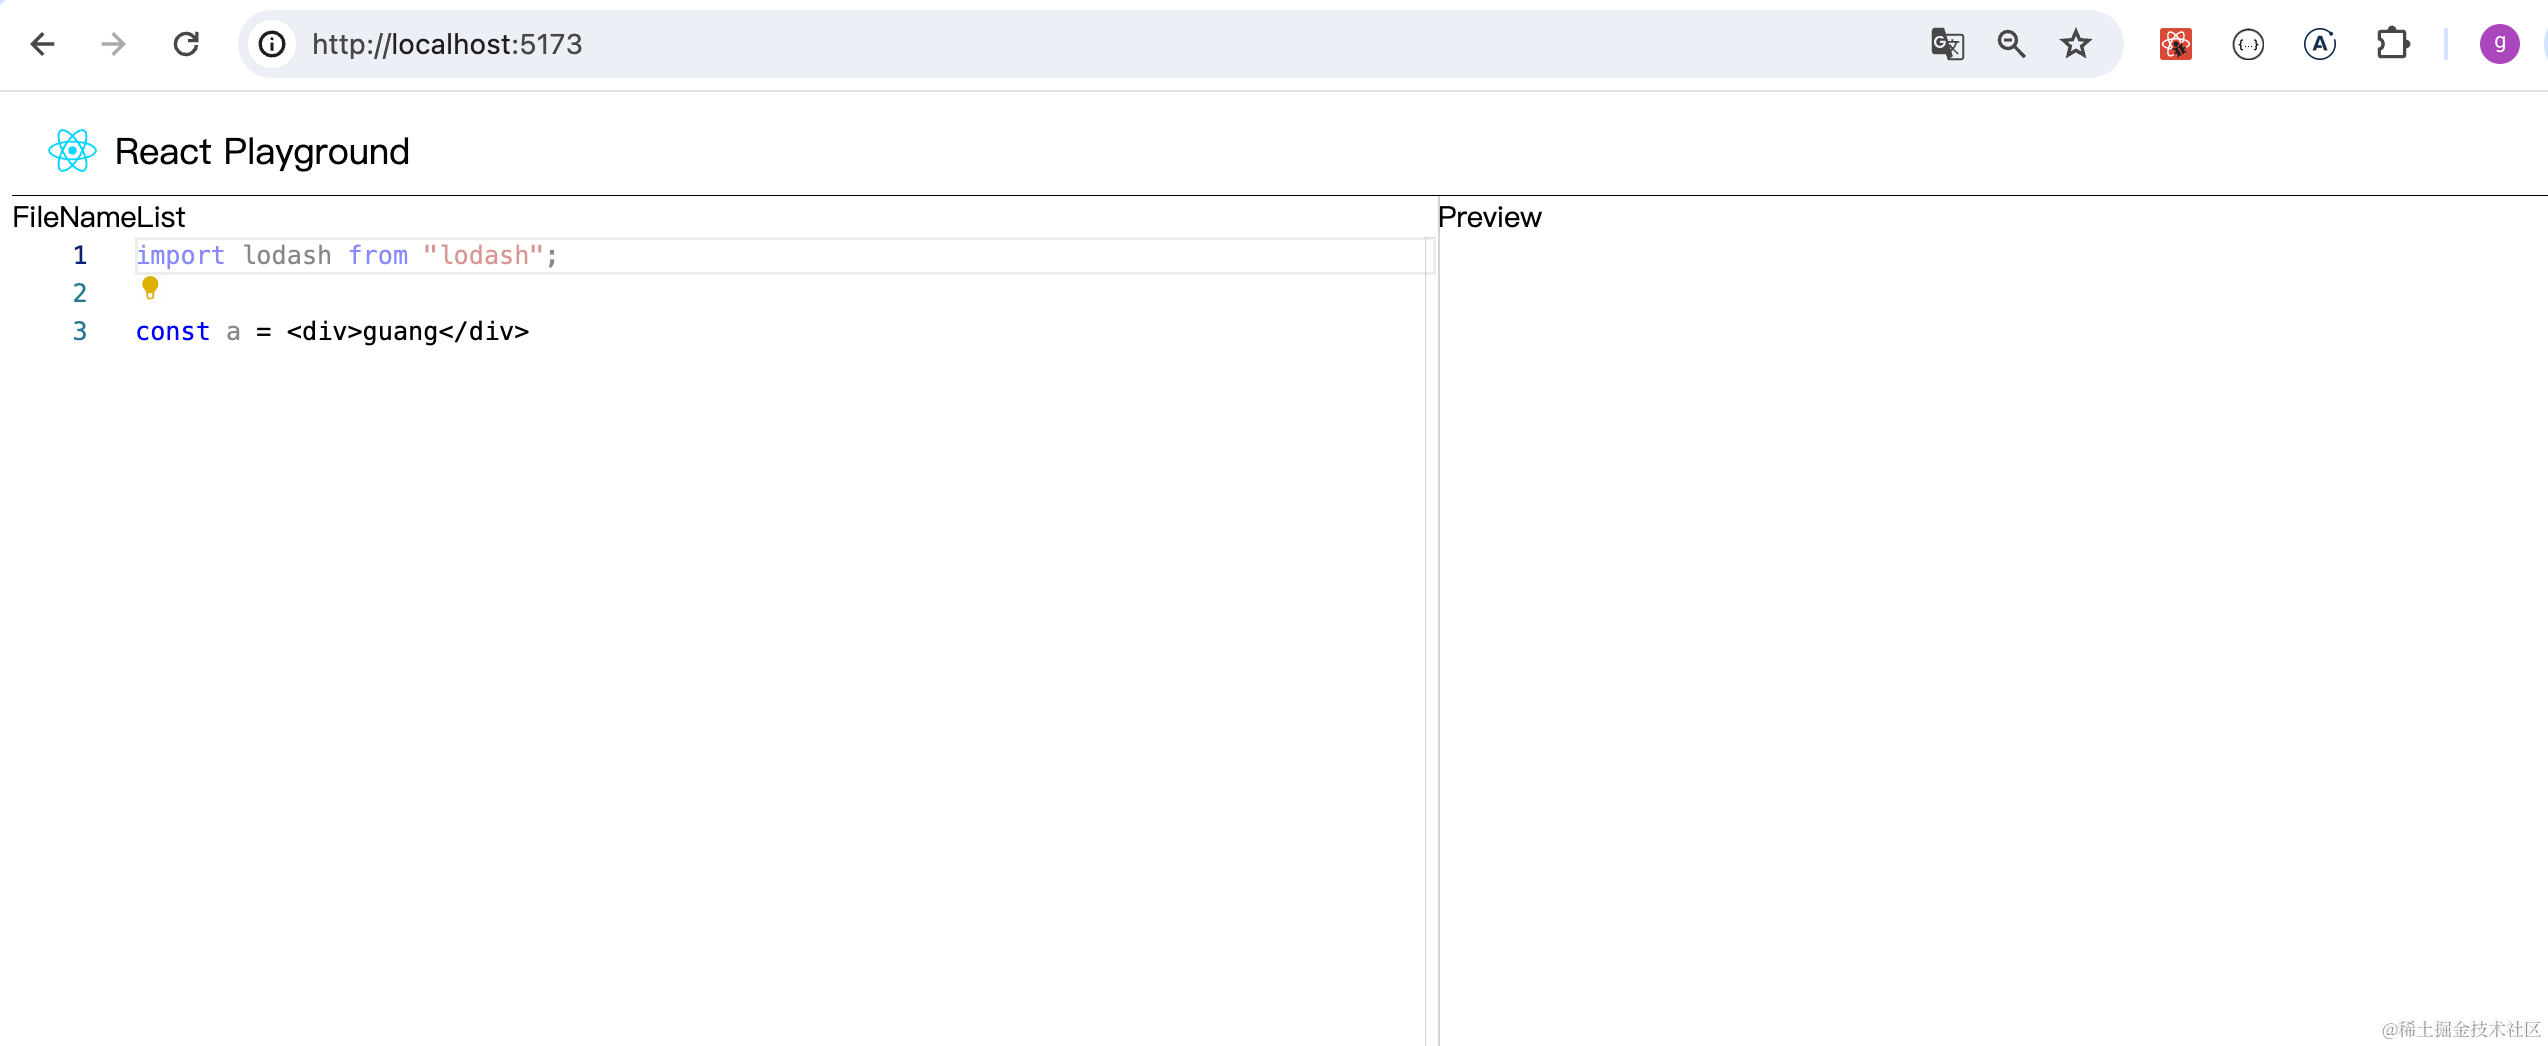 http://localhost:5173
g
React Playground
FileNameList
Preview
1 import lodash from "lodash";
2
3 const a = <div>guang</div>
@稀土掘金技术社区